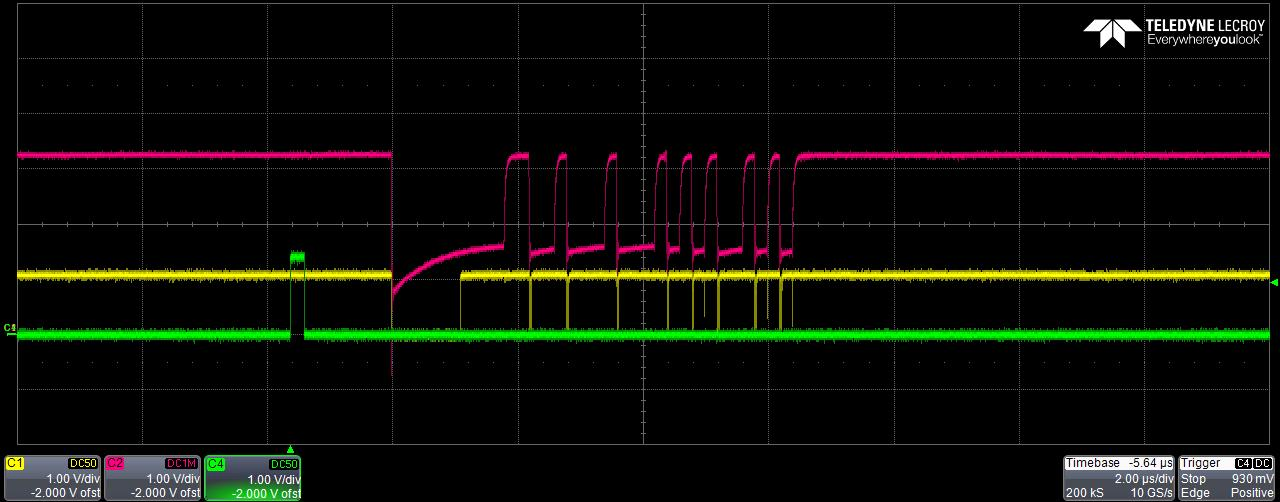 TELEDYNE LECROY
Everywhereyoulook™
C1 DC50
1.00 V/div
-2.000 V ofst
C2 DC1M
1.00 V/div
-2.000 V ofst
C4 DC50
1.00 V/div
-2.000 V ofst
Timebase -5.64 µs
2.00 µs/div
200 kS 10 GS/s
Trigger C4 DC
Stop 930 mV
Edge Positive